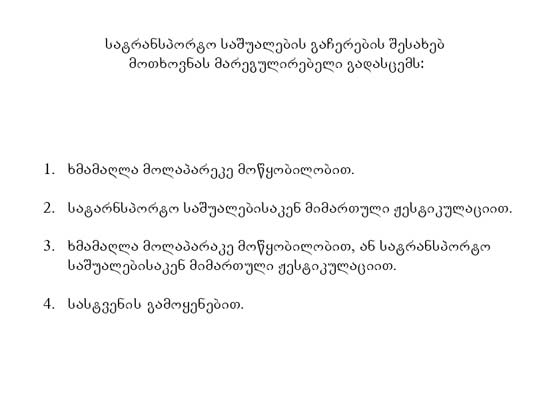 სატრანსპორტო საშუალების გაჩერების შესახებ
მოთხოვნას მარეგულირებელი გადასცემს:
1. ხმამაღლა მოლაპარეკე მოწყობილობით.
2. სატარნსპორტო საშუალებისაკენ მიმართული ჟესტიკულაციით.
3. ხმამაღლა მოლაპარაკე მოწყობილობით, ან სატრანსპორტო
საშუალებისაკენ მიმართული ჟესტიკულაციით.
4. სასტვენის გამოყენებით.